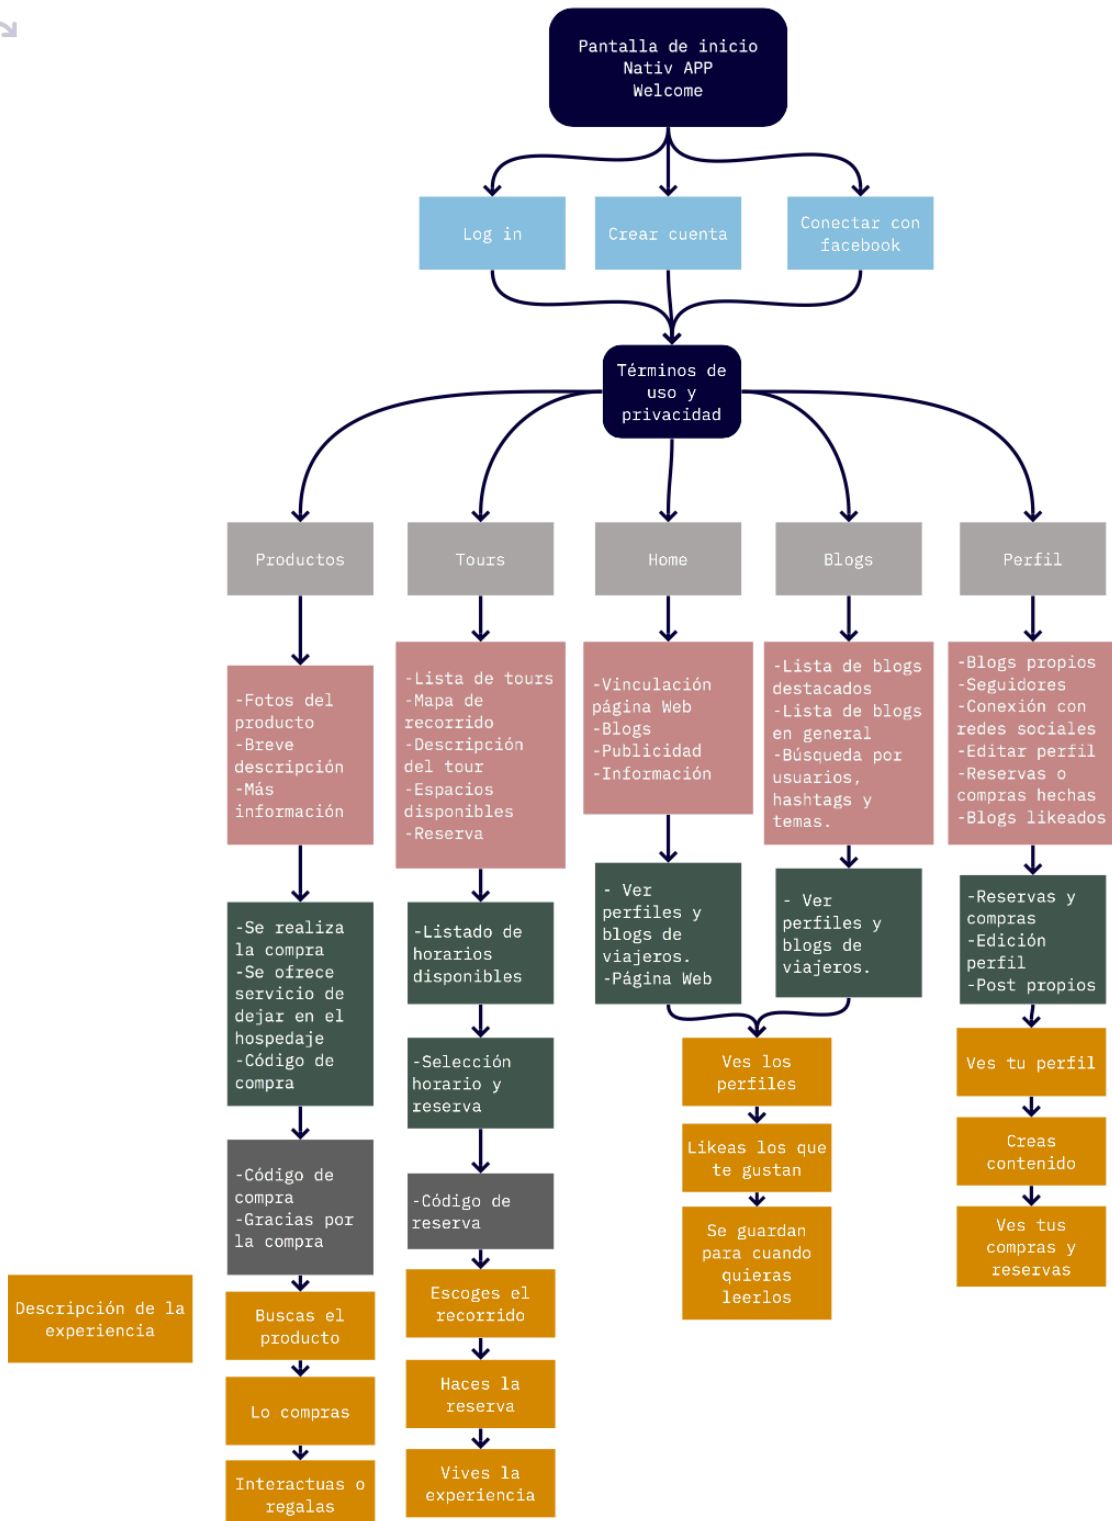 Pantalla de inicio
Nativ APP
Welcome
Log in
Crear cuenta
Conectar con
facebook
Términos de
uso y
privacidad
Productos
Tours
Home
Blogs
Perfil
-Fotos del
producto
-Breve
descripción
-Más
información
-Lista de tours
-Mapa de
recorrido
-Descripción
del tour
-Espacios
disponibles
-Reserva
-Vinculación
página Web
-Blogs
-Publicidad
-Información
-Lista de blogs
destacados
-Lista de blogs
en general
-Búsqueda por
usuarios,
hashtags y
temas.
-Blogs propios
-Seguidores
-Conexión con
redes sociales
-Editar perfil
-Reservas o
compras hechas
-Blogs likeados
-Se realiza
la compra
-Se ofrece
servicio de
dejar en el
hospedaje
-Código de
compra
-Listado de
horarios
disponibles
- Ver
perfiles y
blogs de
viajeros.
-Página Web
- Ver
perfiles y
blogs de
viajeros.
-Reservas y
compras
-Edición
perfil
-Post propios
-Selección
horario y
reserva
Ves los
perfiles
Ves tu perfil
-Código de
compra
-Gracias por
la compra
-Código de
reserva
Likeas los que
te gustan
Creas
contenido
Se guardan
para cuando
quieras
leerlos
Ves tus
compras y
reservas
Descripción de la
experiencia
Buscas el
producto
Escoges el
recorrido
Lo compras
Haces la
reserva
Interactuas o
regalas
Vives la
experiencia